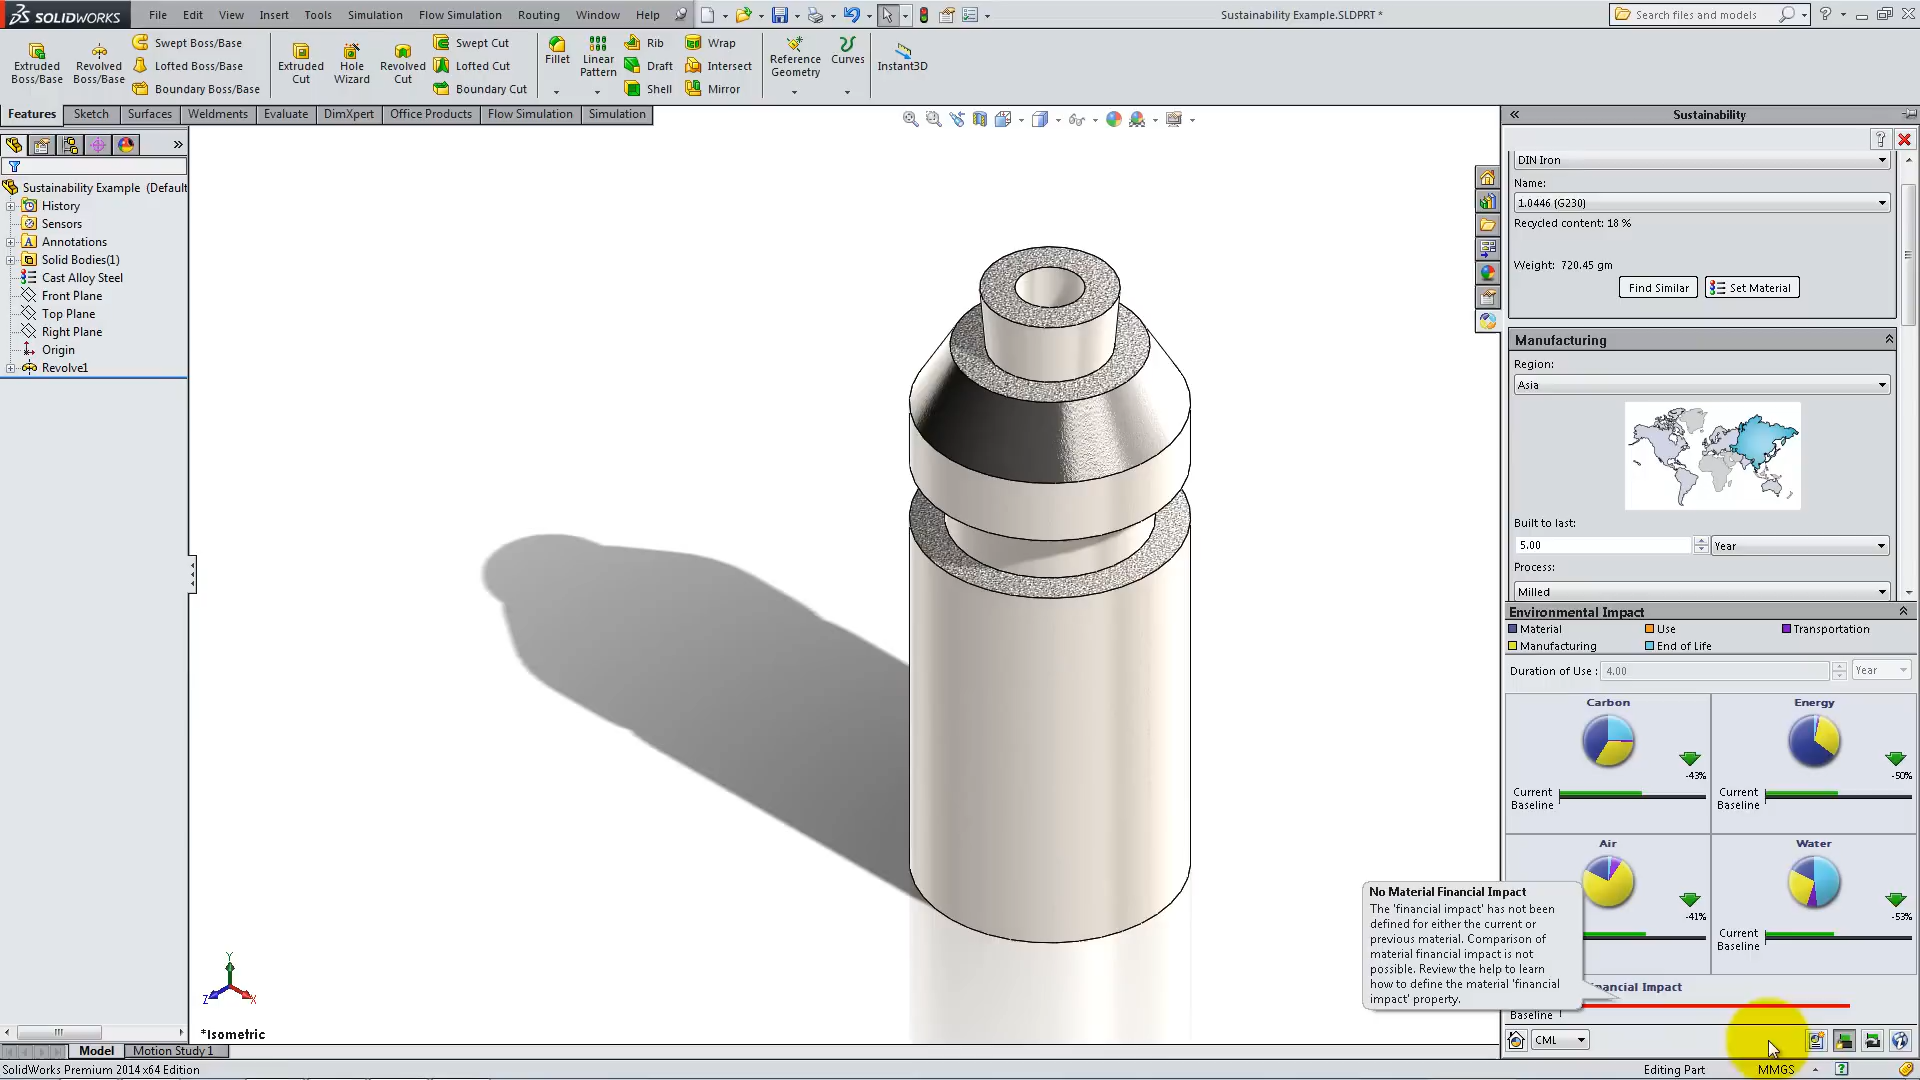 SOLIDWORKS
File Edit View Insert Tools Simulation Flow Simulation Routing Window Help
Sustainability Example.SLDPRT *
Search files and models
Extruded Boss/Base
Revolved Boss/Base
Swept Boss/Base
Lofted Boss/Base
Boundary Boss/Base
Extruded Cut
Hole Wizard
Revolved Cut
Swept Cut
Lofted Cut
Boundary Cut
Fillet
Linear Pattern
Rib
Draft
Shell
Wrap
Intersect
Mirror
Reference Geometry
Curves
Instant3D
Features Sketch Surfaces Weldments Evaluate DimXpert Office Products Flow Simulation Simulation
Sustainability Example (Default
History
Sensors
Annotations
Solid Bodies(1)
Cast Alloy Steel
Front Plane
Top Plane
Right Plane
Origin
Revolve1
Y
Z X
*Isometric
Sustainability
DIN Iron
Name:
1.0446 (G230)
Recycled content: 18 %
Weight: 720.45 gm
Find Similar Set Material
Manufacturing
Region:
Asia
Built to last:
5.00 Year
Process:
Milled
Environmental Impact
Material Use Transportation
Manufacturing End of Life
Duration of Use : 4.00 Year
Carbon
-43%
Current
Baseline
Energy
-50%
Current
Baseline
Air
-41%
Water
-53%
Current
Baseline
No Material Financial Impact
The 'financial impact' has not been
defined for either the current or
previous material. Comparison of
material financial impact is not
possible. Review the help to learn
how to define the material 'financial
impact' property.
nancial Impact
Baseline
CML
Model Motion Study 1
SolidWorks Premium 2014 x64 Edition
Editing Part MMGS